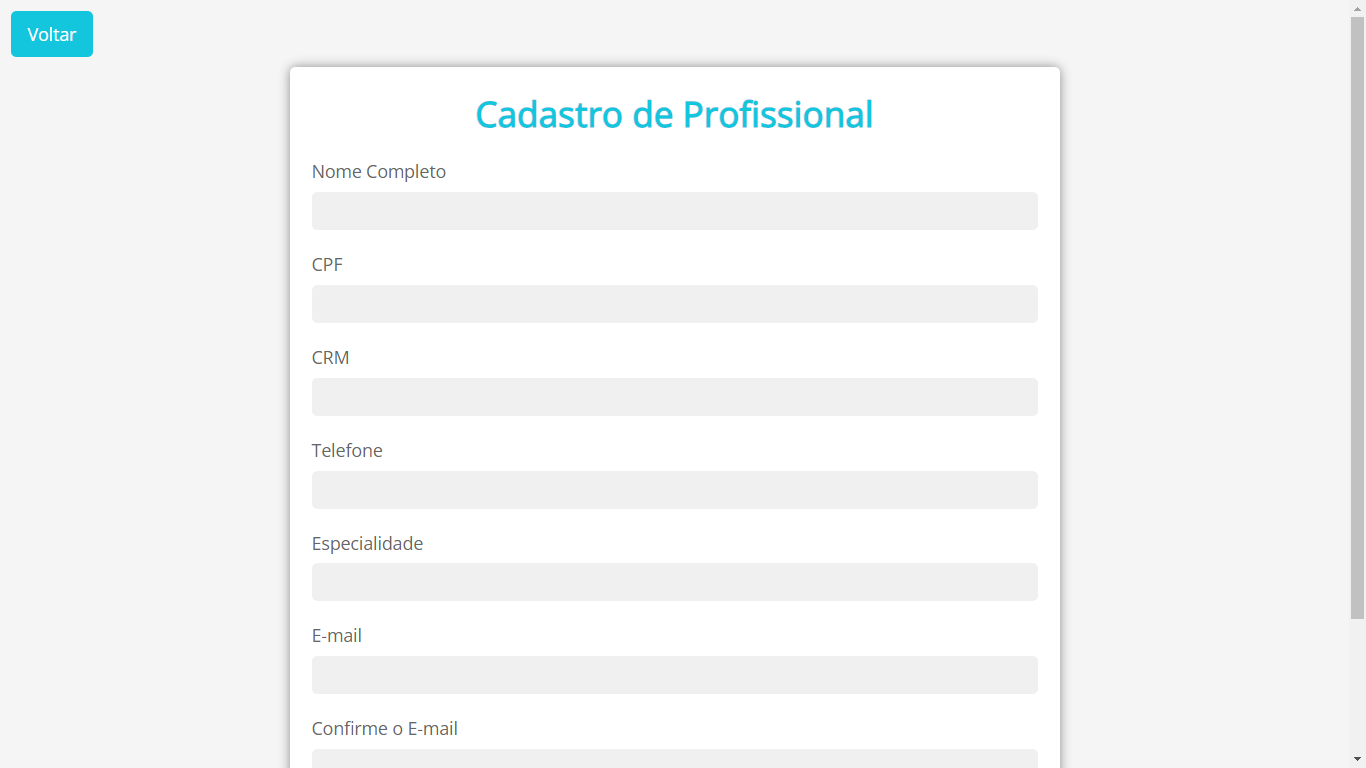 Voltar
Cadastro de Profissional
Nome Completo
CPF
CRM
Telefone
Especialidade
E-mail
Confirme o E-mail